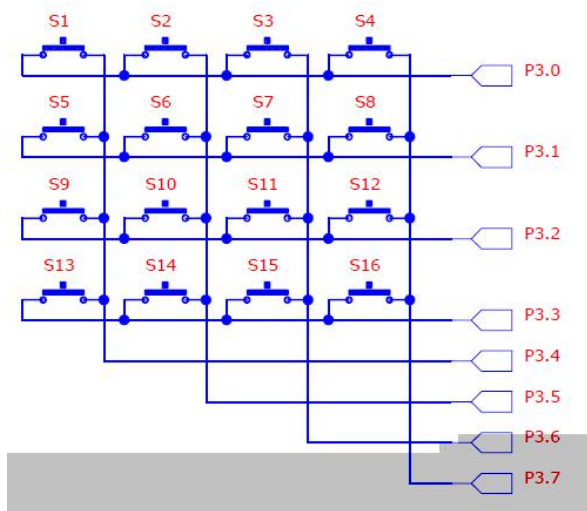 S1 S2 S3 S4
P3.0
S5 S6 S7 S8
P3.1
S9 S10 S11 S12
P3.2
S13 S14 S15 S16
P3.3
P3.4
P3.5
P3.6
P3.7